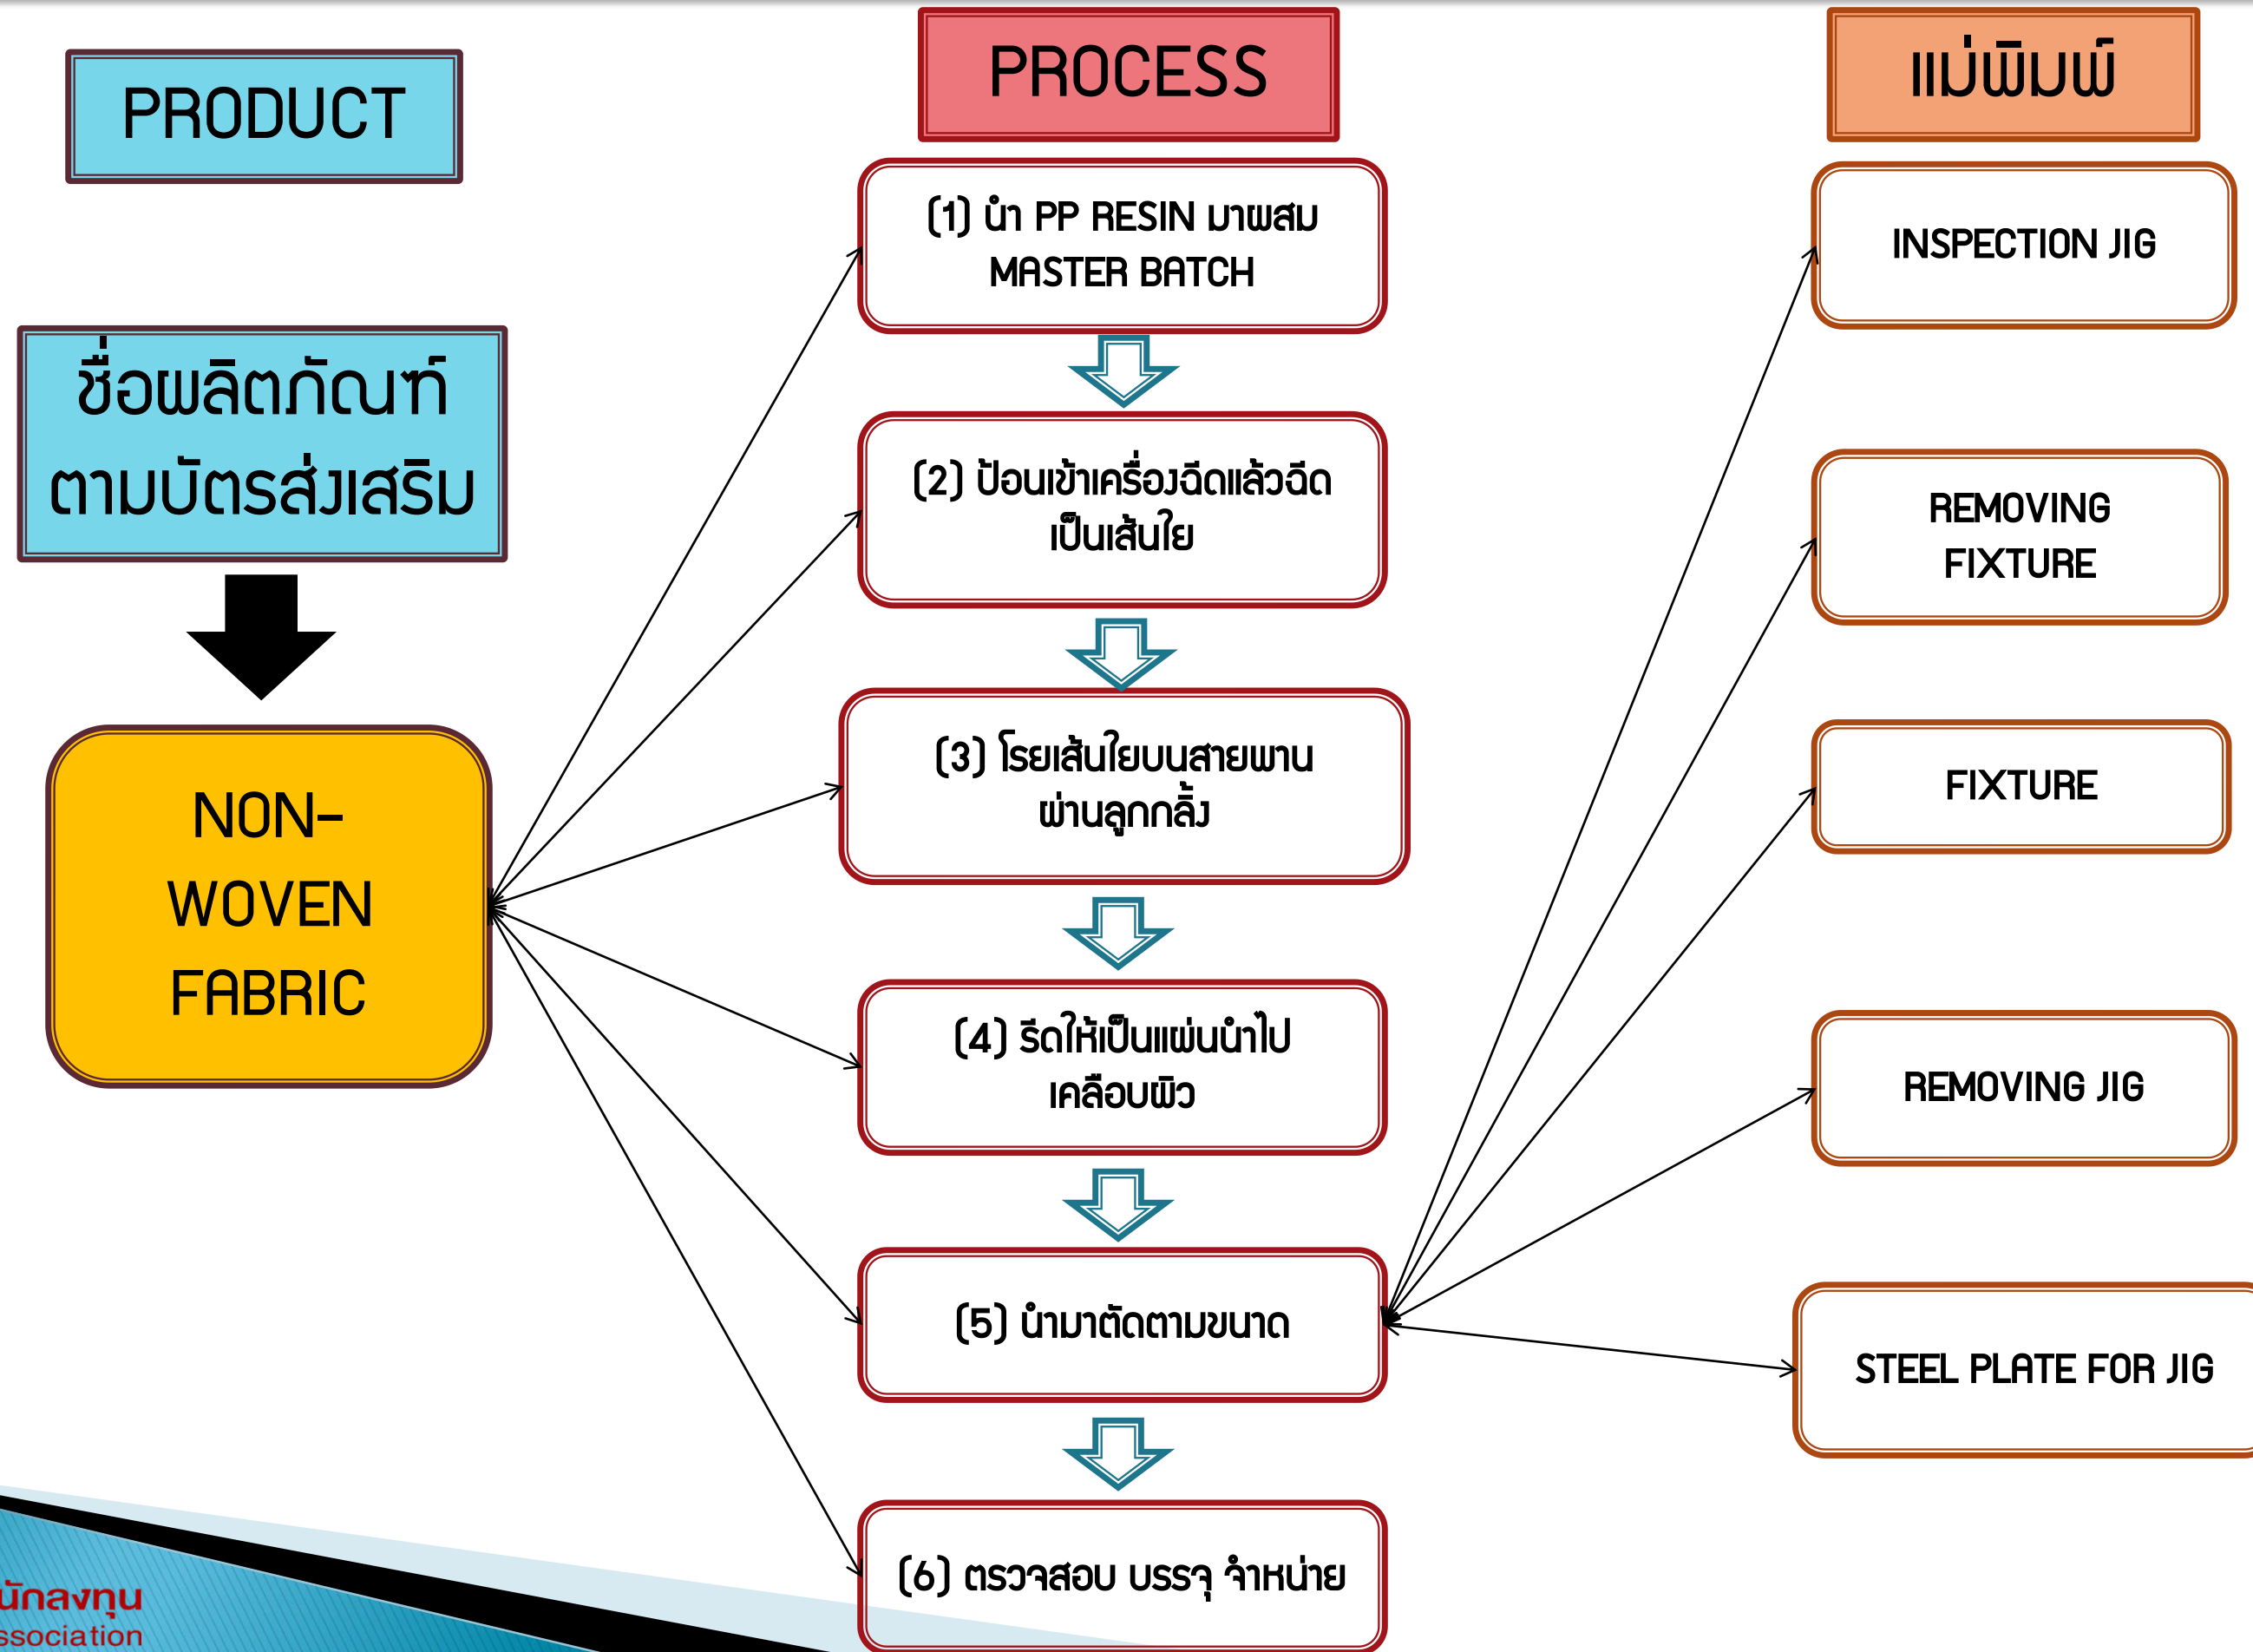 PRODUCT
ชื่อผลิตภัณฑ์
ตามบัตรส่งเสริม
NON-
WOVEN
FABRIC
PROCESS
(1) นำ PP RESIN มาผสม
MASTER BATCH
(2) ป้อนเข้าเครื่องฉีดแล้วฉีด
เป็นเส้นใย
(3) โรยเส้นใยบนสายพาน
ผ่านลูกกลิ้ง
(4) รีดให้เป็นแผ่นนำไป
เคลือบผิว
(5) นำมาตัดตามขนาด
(6) ตรวจสอบ บรรจุ จำหน่าย
แม่พิมพ์
INSPECTION JIG
REMOVING
FIXTURE
FIXTURE
REMOVING JIG
STEEL PLATE FOR JIG
นักลงทุน
ssociation